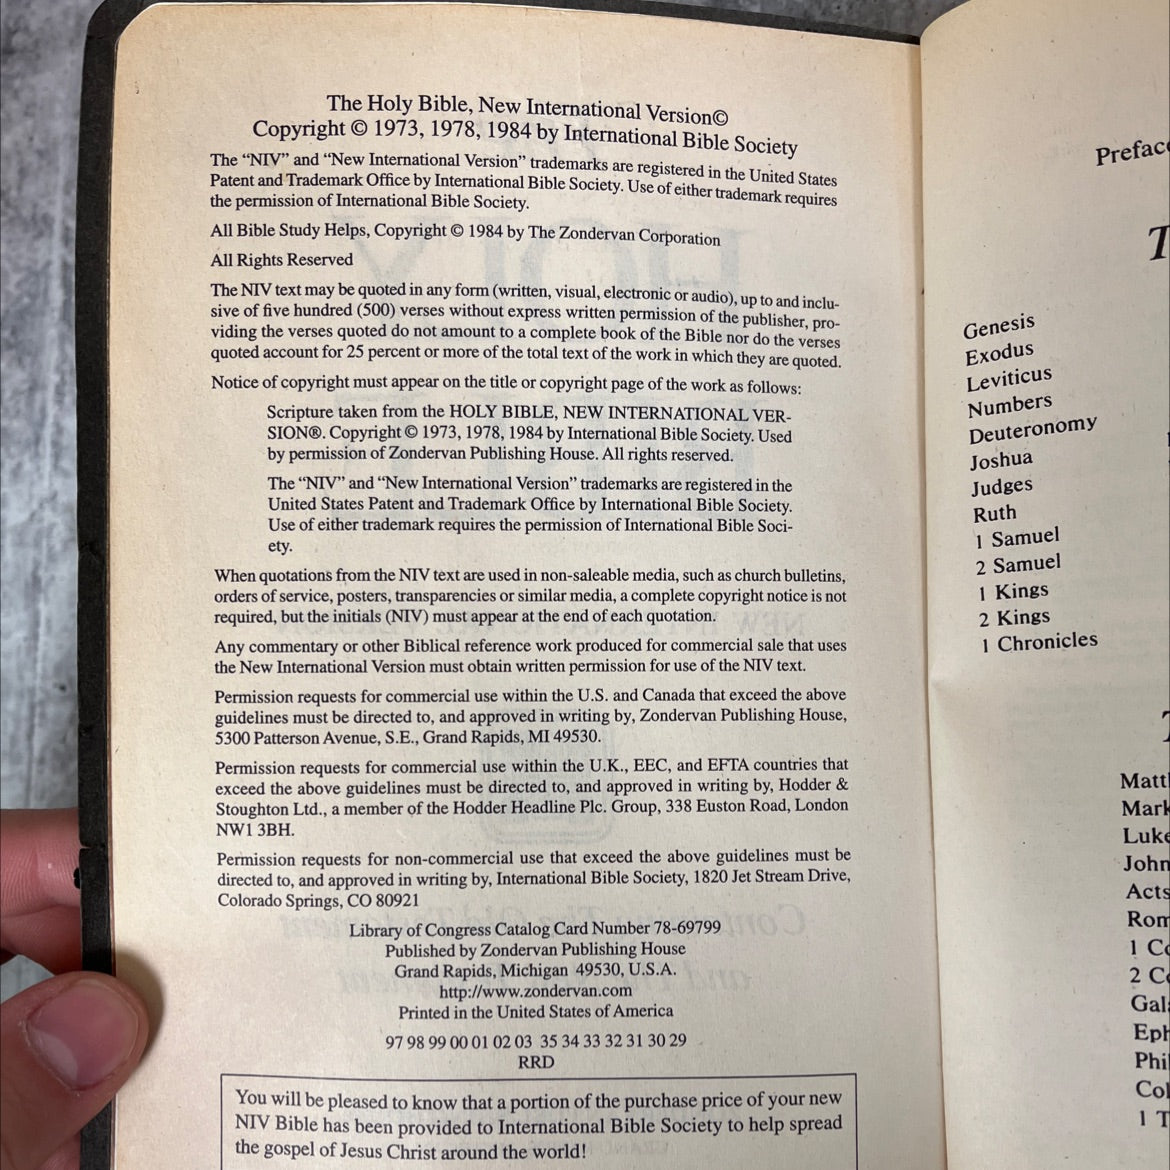 The Holy Bible, New International Version©
Copyright © 1973, 1978, 1984 by International Bible Society
The “NIV” and “New International Version” trademarks are registered in the United States
Patent and Trademark Office by International Bible Society. Use of either trademark requires
the permission of International Bible Society.
All Bible Study Helps, Copyright © 1984 by The Zondervan Corporation
All Rights Reserved
The NIV text may be quoted in any form (written, visual, electronic or audio), up to and inclu-
sive of five hundred (500) verses without express written permission of the publisher, pro-
viding the verses quoted do not amount to a complete book of the Bible nor do the verses
quoted account for 25 percent or more of the total text of the work in which they are quoted.
Notice of copyright must appear on the title or copyright page of the work as follows:
Scripture taken from the HOLY BIBLE, NEW INTERNATIONAL VER-
SION®. Copyright © 1973, 1978, 1984 by International Bible Society. Used
by permission of Zondervan Publishing House. All rights reserved.
The “NIV” and “New International Version” trademarks are registered in the
United States Patent and Trademark Office by International Bible Society.
Use of either trademark requires the permission of International Bible Soci-
ety.
When quotations from the NIV text are used in non-saleable media, such as church bulletins,
orders of service, posters, transparencies or similar media, a complete copyright notice is not
required, but the initials (NIV) must appear at the end of each quotation.
Any commentary or other Biblical reference work produced for commercial sale that uses
the New International Version must obtain written permission for use of the NIV text.
Permission requests for commercial use within the U.S. and Canada that exceed the above
guidelines must be directed to, and approved in writing by, Zondervan Publishing House,
5300 Patterson Avenue, S.E., Grand Rapids, MI 49530.
Permission requests for commercial use within the U.K., EEC, and EFTA countries that
exceed the above guidelines must be directed to, and approved in writing by, Hodder &
Stoughton Ltd., a member of the Hodder Headline Plc. Group, 338 Euston Road, London
NW1 3BH.
Permission requests for non-commercial use that exceed the above guidelines must be
directed to, and approved in writing by, International Bible Society, 1820 Jet Stream Drive,
Colorado Springs, CO 80921
Library of Congress Catalog Card Number 78-69799
Published by Zondervan Publishing House
Grand Rapids, Michigan 49530, U.S.A.
http://www.zondervan.com
Printed in the United States of America
97 98 99 00 01 02 03 35 34 33 32 31 30 29
RRD
You will be pleased to know that a portion of the purchase price of your new
NIV Bible has been provided to International Bible Society to help spread
the gospel of Jesus Christ around the world!
Prefac
T
Genesis
Exodus
Leviticus
Numbers
Deuteronomy
Joshua
Judges
Ruth
1 Samuel
2 Samuel
1 Kings
2 Kings
1 Chronicles
T
Matt
Mark
Luke
John
Acts
Rom
1 Co
2 Co
Gala
Eph
Phil
Col
1 T